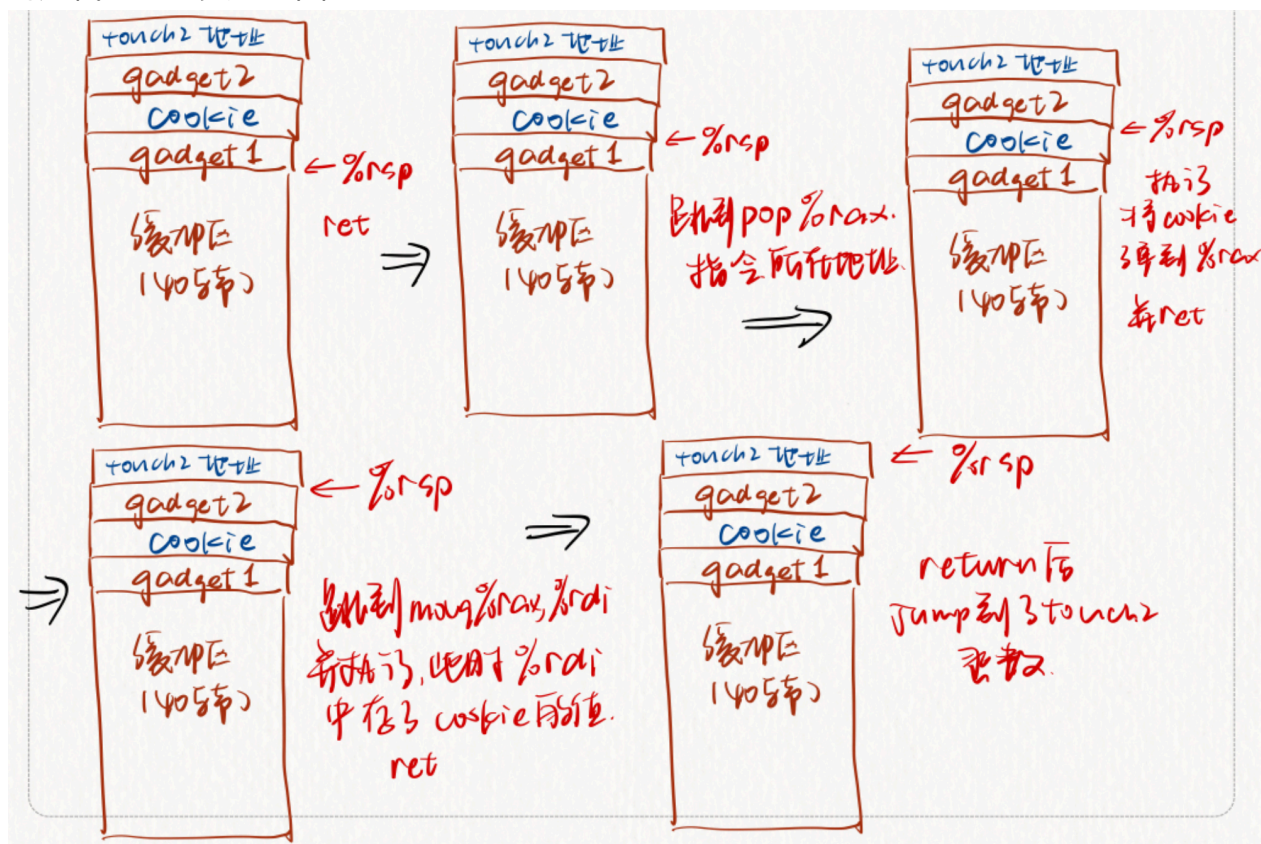 touch2 地址
gadget2
cookie
gadget1
←%rsp
ret
缓冲区
(40字节)
touch2 地址
gadget2
cookie
gadget1
←%rsp
跳到pop %rax.
指令所在地址.
缓冲区
(40字节)
touch2 地址
gadget2
cookie
gadget1
←%rsp
执行
将cookie
弹到%rax
并ret
缓冲区
(40字节)
touch2 地址
gadget2
cookie
gadget1
←%rsp
跳到movq %rax,%rdi
并执行,此时%rdi
中存了cookie的值.
ret
缓冲区
(40字节)
touch2 地址
gadget2
cookie
gadget1
←%rsp
return后
jump到了touch2
函数.
缓冲区
(40字节)